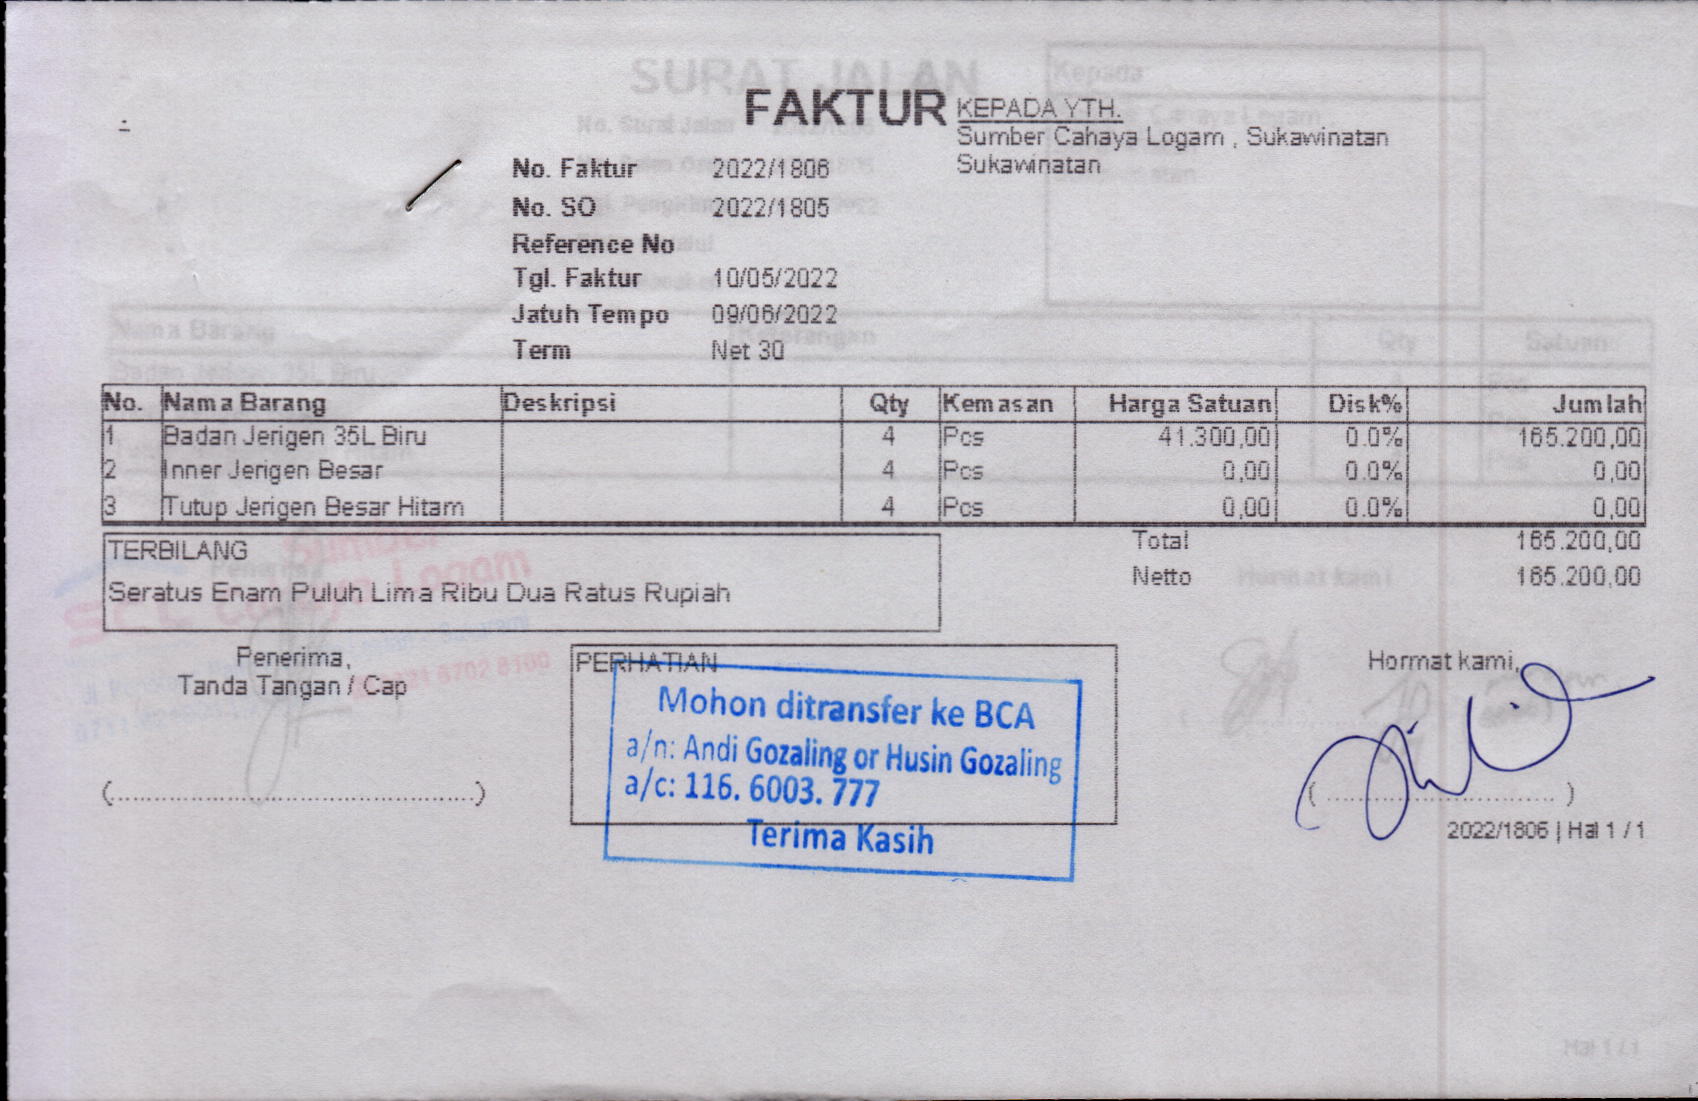 SURAT JALAN
Kepada
FAKTUR
KEPADA YTH.
Sumber Cahaya Logam , Sukawinatan
Sukawinatan
No. Faktur 2022/1806
No. SO 2022/1805
Reference No
Tgl. Faktur 10/05/2022
Jatuh Tempo 09/06/2022
Term Net 30
No. Nama Barang Deskripsi Qty Kemasan Harga Satuan Disk% Jumlah
1 Badan Jerigen 35L Biru 4 Pcs 41.300,00 0.0% 165.200,00
2 Inner Jerigen Besar 4 Pcs 0,00 0.0% 0,00
3 Tutup Jerigen Besar Hitam 4 Pcs 0,00 0.0% 0,00
Total 165.200,00
Netto 165.200,00
TERBILANG
Seratus Enam Puluh Lima Ribu Dua Ratus Rupiah
Penerima,
Tanda Tangan / Cap
PERHATIAN
Mohon ditransfer ke BCA
a/n: Andi Gozaling or Husin Gozaling
a/c: 116. 6003. 777
Terima Kasih
Hormat kami,
2022/1806 | Hal 1 / 1
Hal 1 / 1